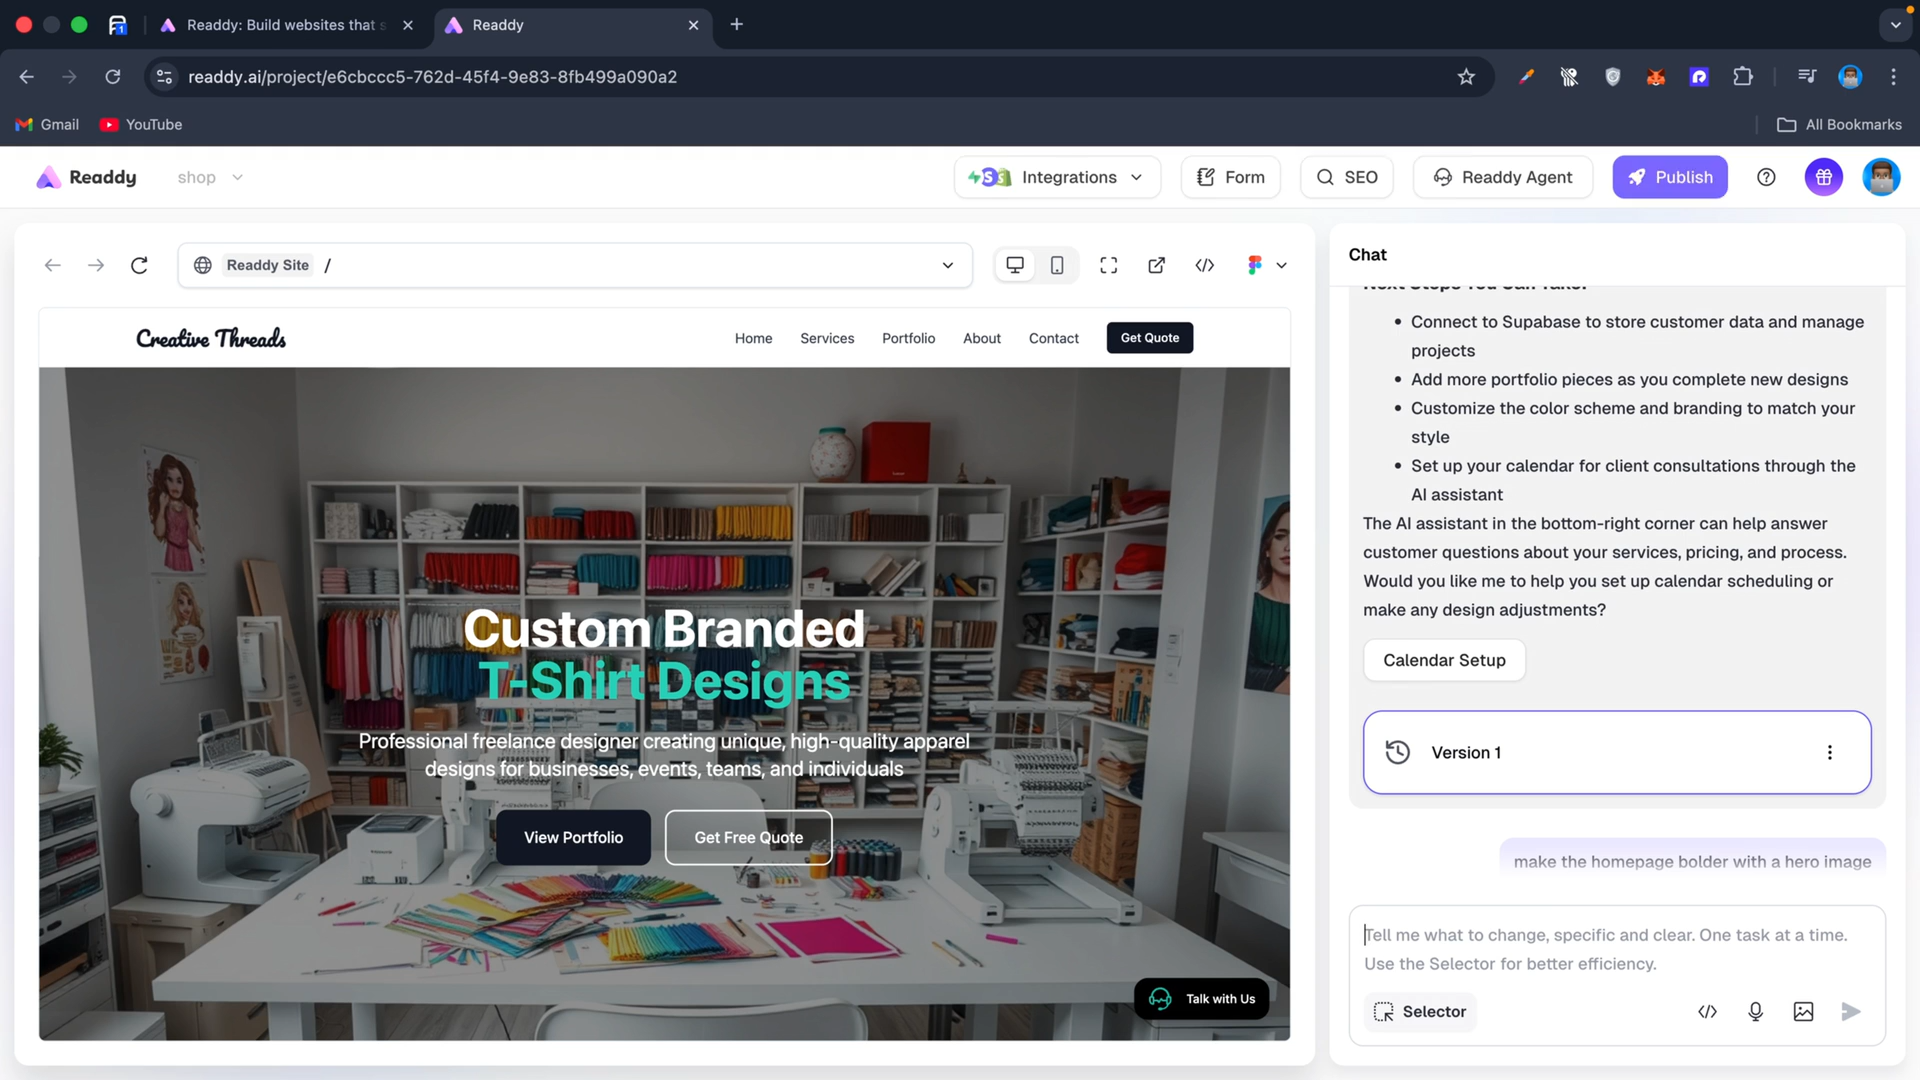 Readdy: Build websites that s
Readdy
readdy.ai/project/e6cbccc5-762d-45f4-9e83-8fb499a090a2
Gmail
YouTube
All Bookmarks
Readdy
shop
Integrations
Form
SEO
Readdy Agent
Publish
Readdy Site
/
Creative Threads
Home
Services
Portfolio
About
Contact
Get Quote
Custom Branded
T-Shirt Designs
Professional freelance designer creating unique, high-quality apparel
designs for businesses, events, teams, and individuals
View Portfolio
Get Free Quote
Talk with Us
Chat
Next Steps You Can Take:
• Connect to Supabase to store customer data and manage
projects
• Add more portfolio pieces as you complete new designs
• Customize the color scheme and branding to match your
style
• Set up your calendar for client consultations through the
AI assistant
The AI assistant in the bottom-right corner can help answer
customer questions about your services, pricing, and process.
Would you like me to help you set up calendar scheduling or
make any design adjustments?
Calendar Setup
Version 1
make the homepage bolder with a hero image
Tell me what to change, specific and clear. One task at a time.
Use the Selector for better efficiency.
Selector